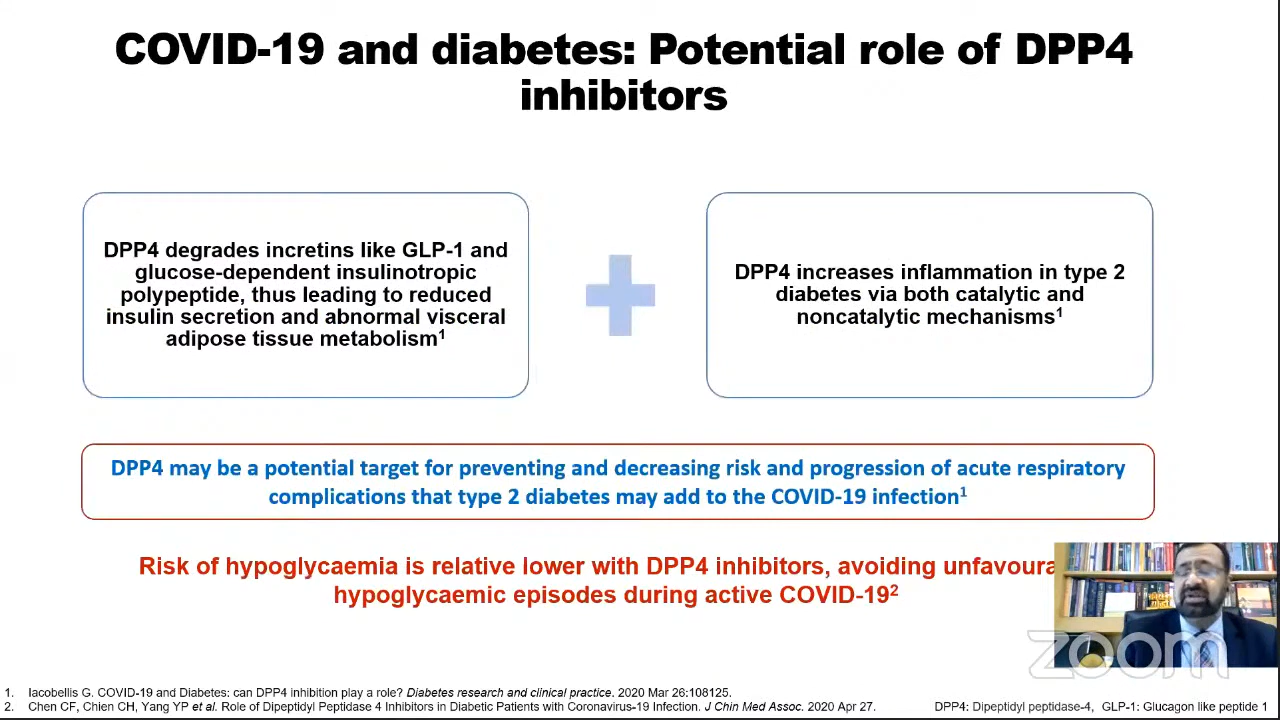 COVID-19 and diabetes: Potential role of DPP4
inhibitors
DPP4 degrades incretins like GLP-1 and
glucose-dependent insulinotropic
polypeptide, thus leading to reduced
insulin secretion and abnormal visceral
adipose tissue metabolism¹
DPP4 increases inflammation in type 2
diabetes via both catalytic and
noncatalytic mechanisms¹
DPP4 may be a potential target for preventing and decreasing risk and progression of acute respiratory
complications that type 2 diabetes may add to the COVID-19 infection¹
Risk of hypoglycaemia is relative lower with DPP4 inhibitors, avoiding unfavoura
hypoglycaemic episodes during active COVID-19²
zoom
1. Iacobellis G. COVID-19 and Diabetes: can DPP4 inhibition play a role? Diabetes research and clinical practice. 2020 Mar 26:108125.
2. Chen CF, Chien CH, Yang YP et al. Role of Dipeptidyl Peptidase 4 Inhibitors in Diabetic Patients with Coronavirus-19 Infection. J Chin Med Assoc. 2020 Apr 27.
DPP4: Dipeptidyl peptidase-4, GLP-1: Glucagon like peptide 1